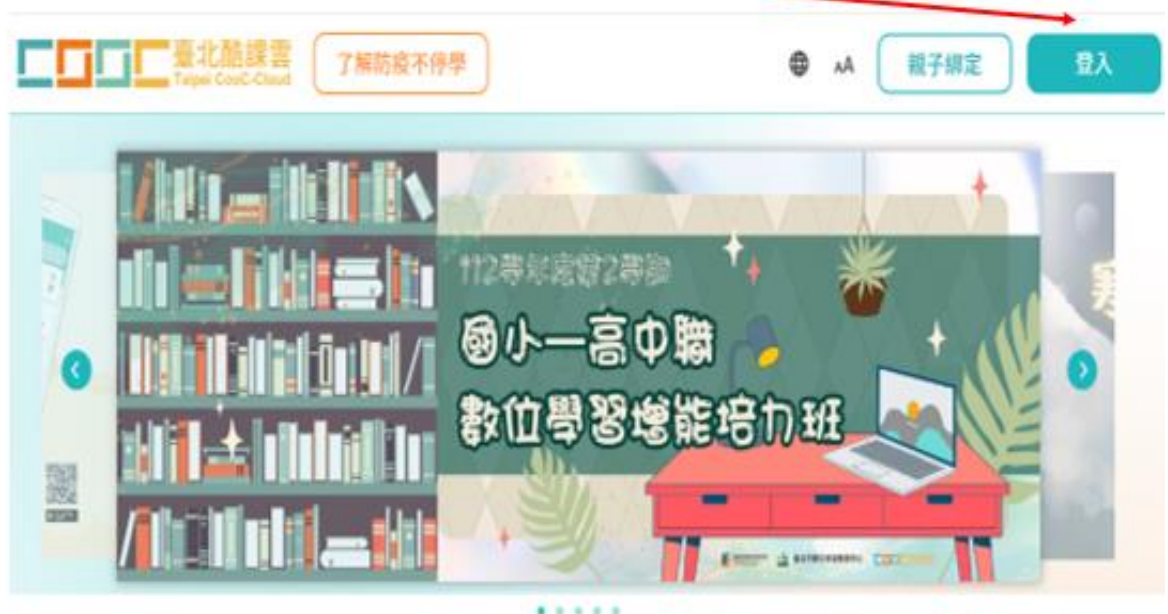 COOC 臺北酷課雲
Taipei CooC-Cloud
了解防疫不停學
AA
親子綁定
登入
112學年度第2學期
國小—高中職
數位學習增能培力班